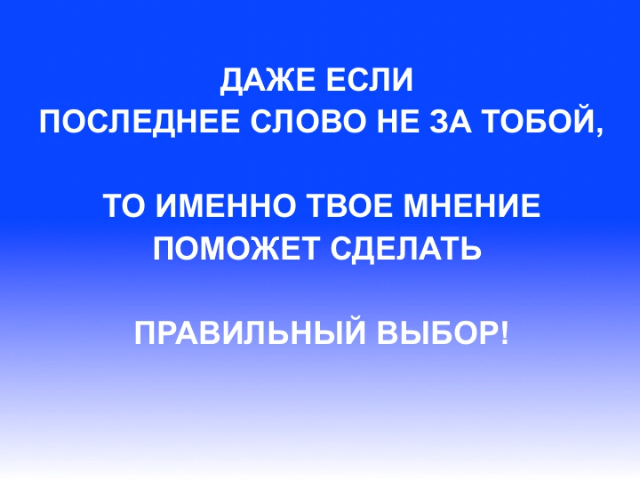 ДАЖЕ ЕСЛИ
ПОСЛЕДНЕЕ СЛОВО НЕ ЗА ТОБОЙ,
ТО ИМЕННО ТВОЕ МНЕНИЕ
ПОМОЖЕТ СДЕЛАТЬ
ПРАВИЛЬНЫЙ ВЫБОР!